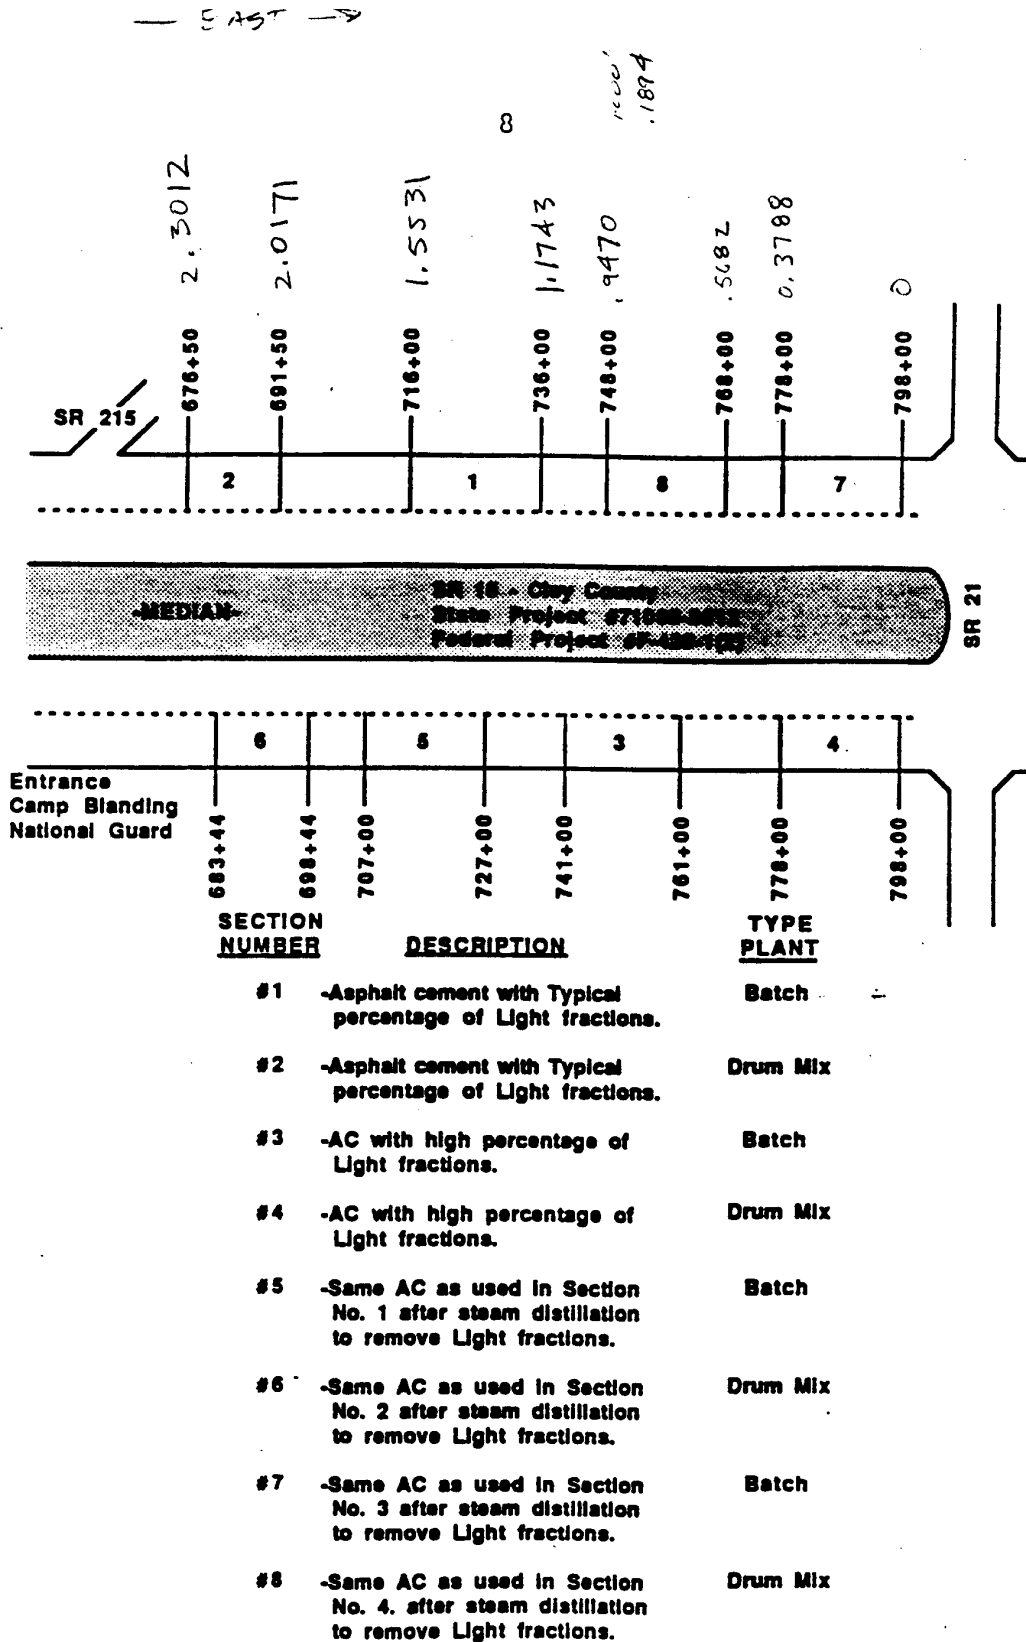 — EAST →
1000'
.1894
8
2.3012
2.0171
1.5531
1.1743
.9470
.5682
0.3788
0
676+50
691+50
716+00
736+00
748+00
768+00
778+00
798+00
SR 215
2
1
8
7
-MEDIAN-
SR 16 - Clay County
State Project
Federal Project
SR 21
6
5
3
4
Entrance
Camp Blanding
National Guard
683+44
698+44
707+00
727+00
741+00
761+00
778+00
798+00
SECTION NUMBER
DESCRIPTION
TYPE PLANT
#1 -Asphalt cement with Typical Batch
percentage of Light fractions.
#2 -Asphalt cement with Typical Drum Mix
percentage of Light fractions.
#3 -AC with high percentage of Batch
Light fractions.
#4 -AC with high percentage of Drum Mix
Light fractions.
#5 -Same AC as used in Section Batch
No. 1 after steam distillation
to remove Light fractions.
#6 -Same AC as used in Section Drum Mix
No. 2 after steam distillation
to remove Light fractions.
#7 -Same AC as used in Section Batch
No. 3 after steam distillation
to remove Light fractions.
#8 -Same AC as used in Section Drum Mix
No. 4. after steam distillation
to remove Light fractions.